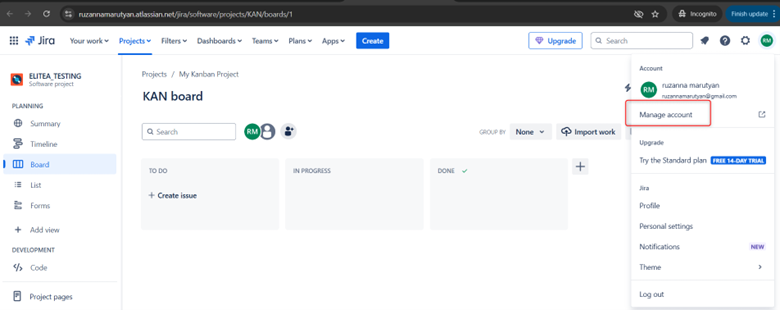 ruzannamarutyan.atlassian.net/jira/software/projects/KAN/boards/1
Incognito
Finish update
Jira
Your work
Projects
Filters
Dashboards
Teams
Plans
Apps
Create
Upgrade
Search
RM
ELITEA_TESTING
Software project
PLANNING
Summary
Timeline
Board
List
Forms
Add view
DEVELOPMENT
Code
Project pages
Projects / My Kanban Project
KAN board
Search
RM
GROUP BY
None
Import work
TO DO
+ Create issue
IN PROGRESS
DONE
Account
RM
ruzanna marutyan
ruzannamarutyan@gmail.com
Manage account
Upgrade
Try the Standard plan FREE 14-DAY TRIAL
Jira
Profile
Personal settings
Notifications NEW
Theme
Log out